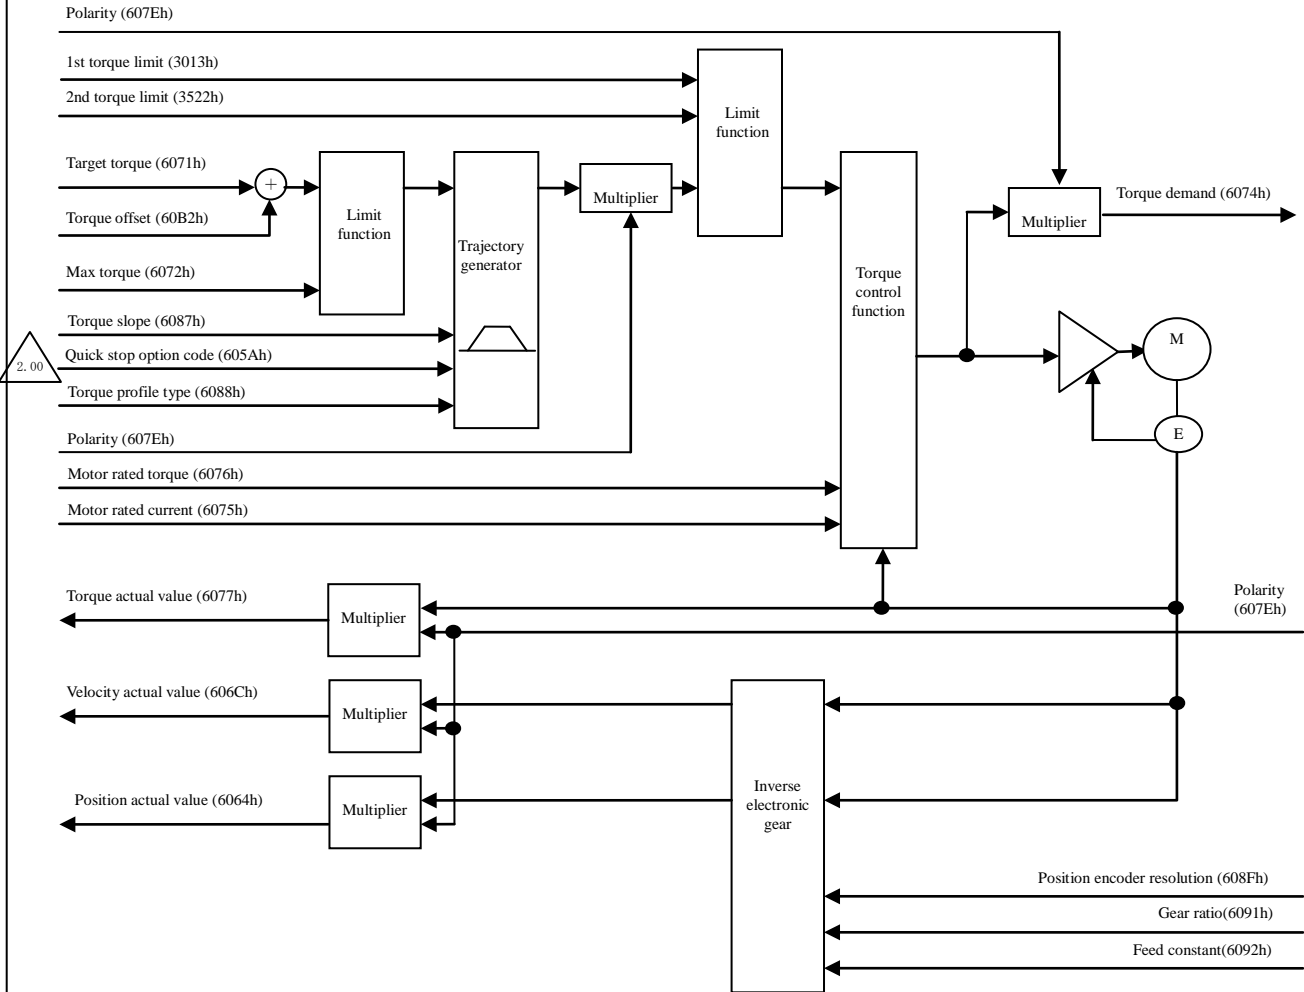 Polarity (607Eh)
1st torque limit (3013h)
2nd torque limit (3522h)
Limit
function
Target torque (6071h)
+
Torque offset (60B2h)
Limit
function
Max torque (6072h)
Trajectory
generator
Multiplier
Torque
control
function
Multiplier
Torque demand (6074h)
Torque slope (6087h)
2.00
Quick stop option code (605Ah)
Torque profile type (6088h)
Polarity (607Eh)
Motor rated torque (6076h)
Motor rated current (6075h)
M
E
Torque actual value (6077h)
Multiplier
Polarity
(607Eh)
Velocity actual value (606Ch)
Multiplier
Position actual value (6064h)
Multiplier
Inverse
electronic
gear
Position encoder resolution (608Fh)
Gear ratio(6091h)
Feed constant(6092h)